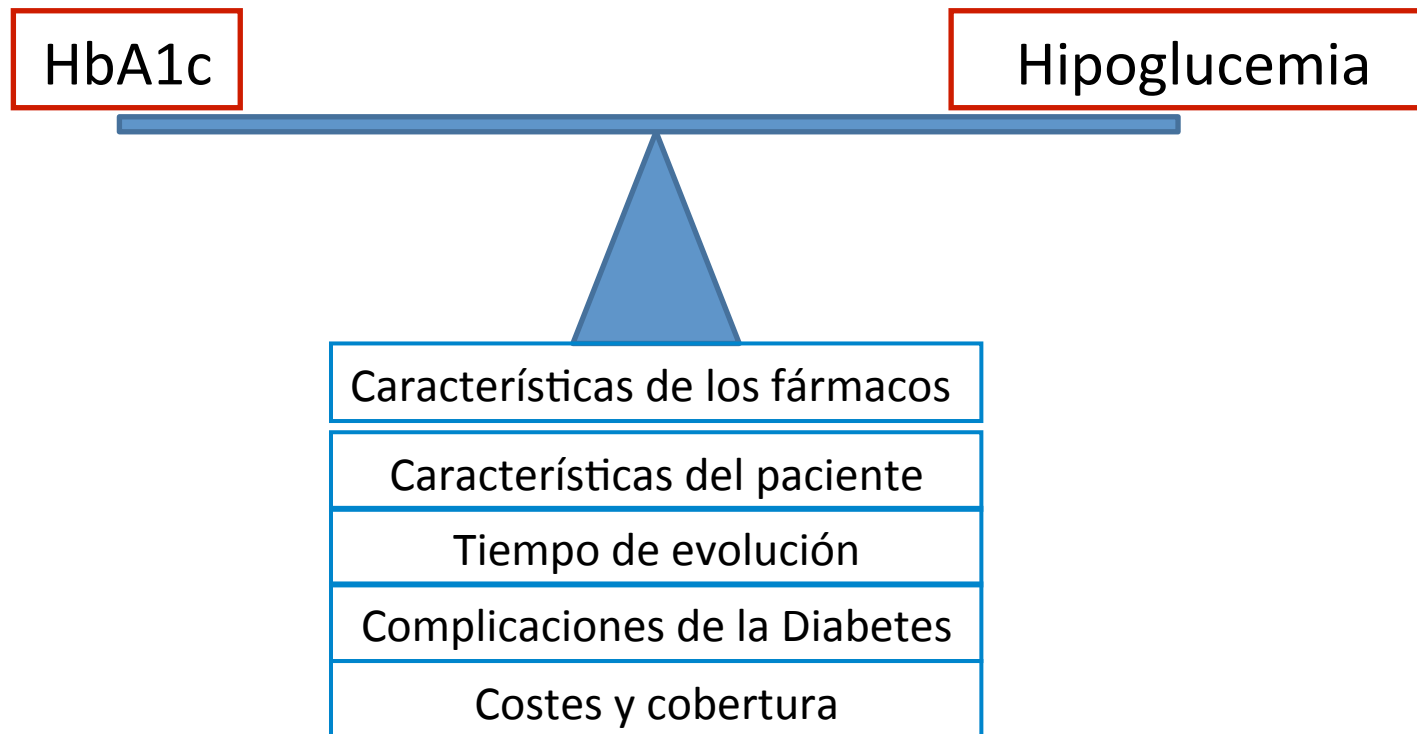 HbA1c
Hipoglucemia
Características de los fármacos
Características del paciente
Tiempo de evolución
Complicaciones de la Diabetes
Costes y cobertura